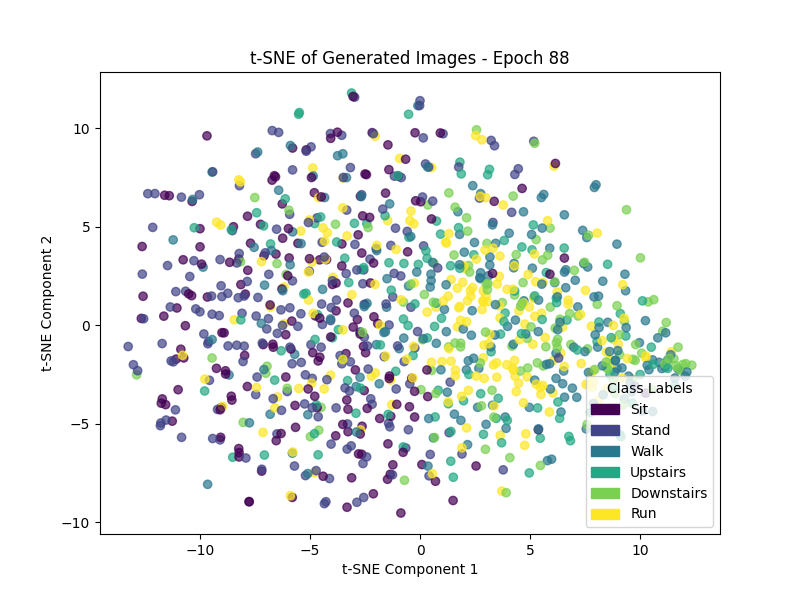 t-SNE of Generated Images - Epoch 88
t-SNE Component 2
10
5
0
−5
−10
Class Labels
Sit
Stand
Walk
Upstairs
Downstairs
Run
−10
−5
0
5
10
t-SNE Component 1